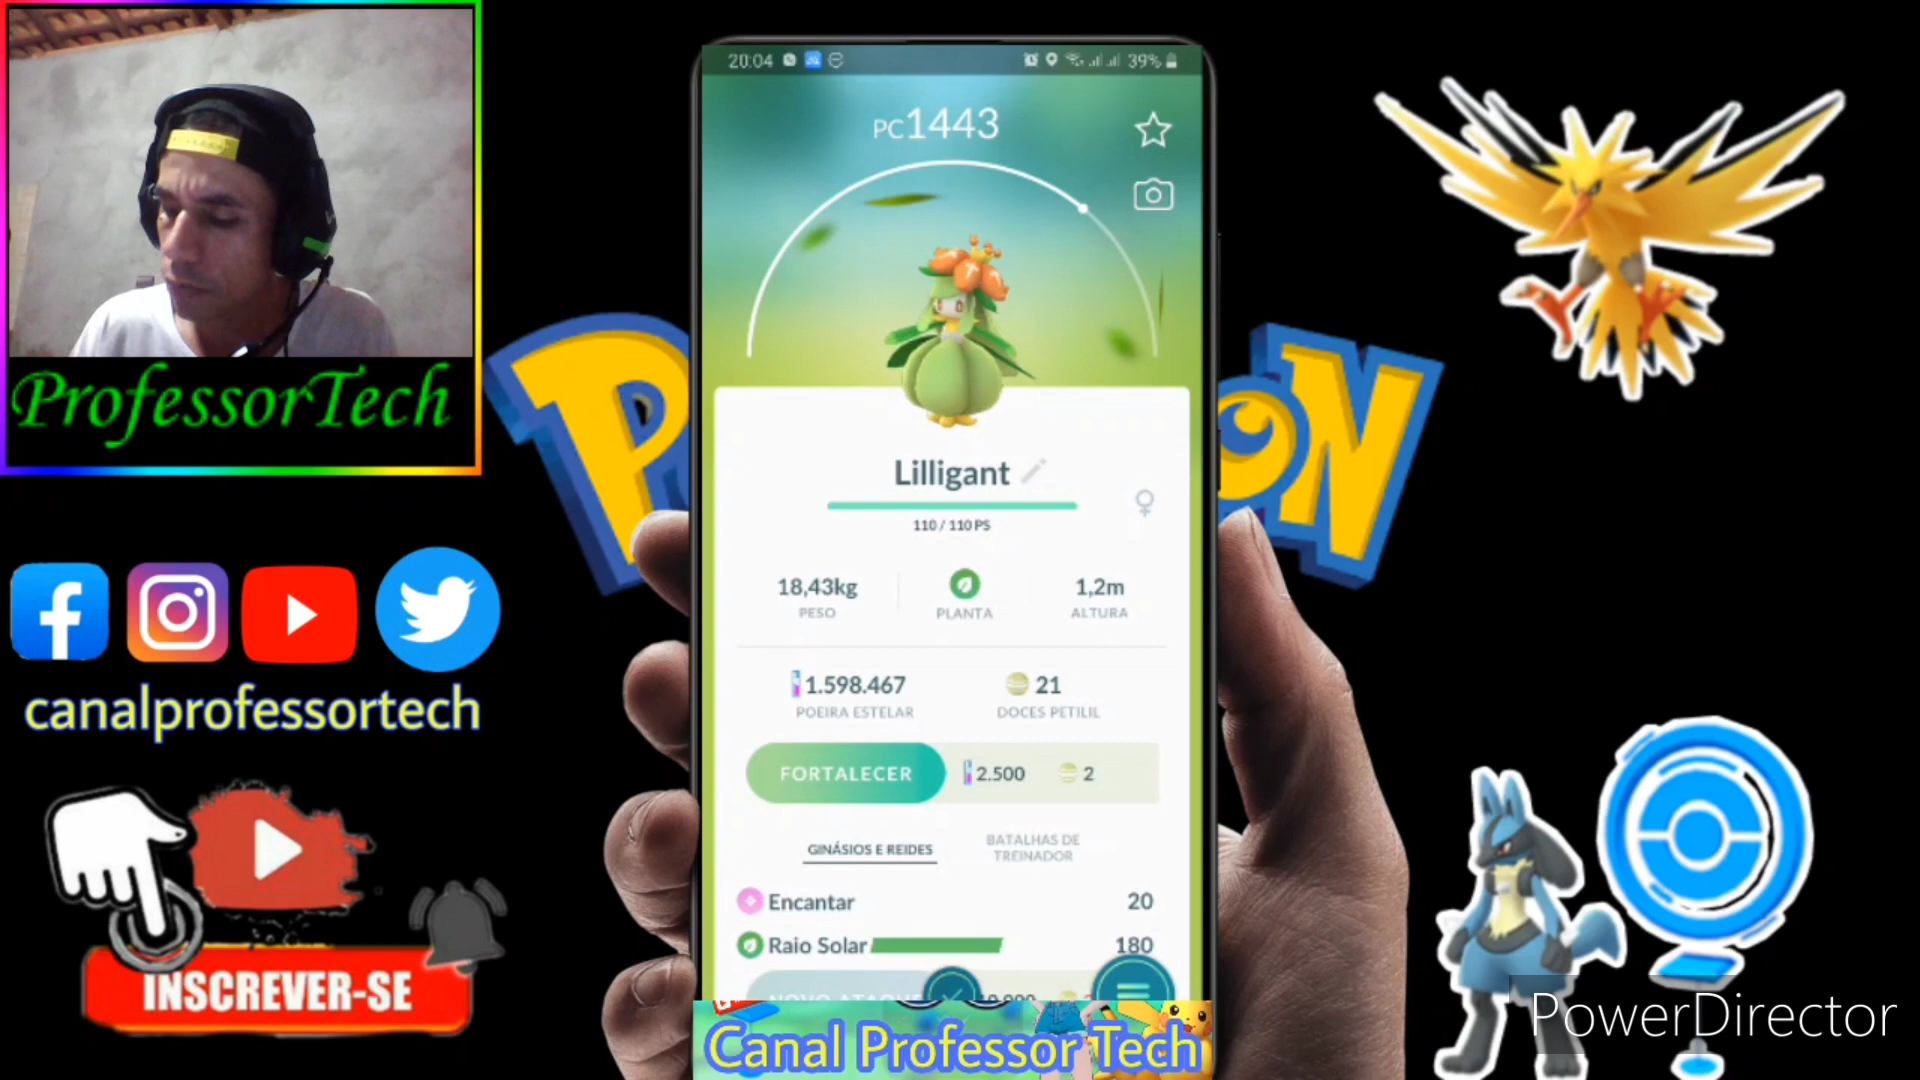 20:04
39%
PC1443
ProfessorTech
Lilligant
110 / 110 PS
18,43kg
PESO
PLANTA
1,2m
ALTURA
1.598.467
POEIRA ESTELAR
21
DOCES PETILIL
FORTALECER
2.500
2
GINÁSIOS E REIDES
BATALHAS DE
TREINADOR
Encantar
20
Raio Solar
180
canalprofessortech
INSCREVER-SE
Canal Professor Tech
PowerDirector